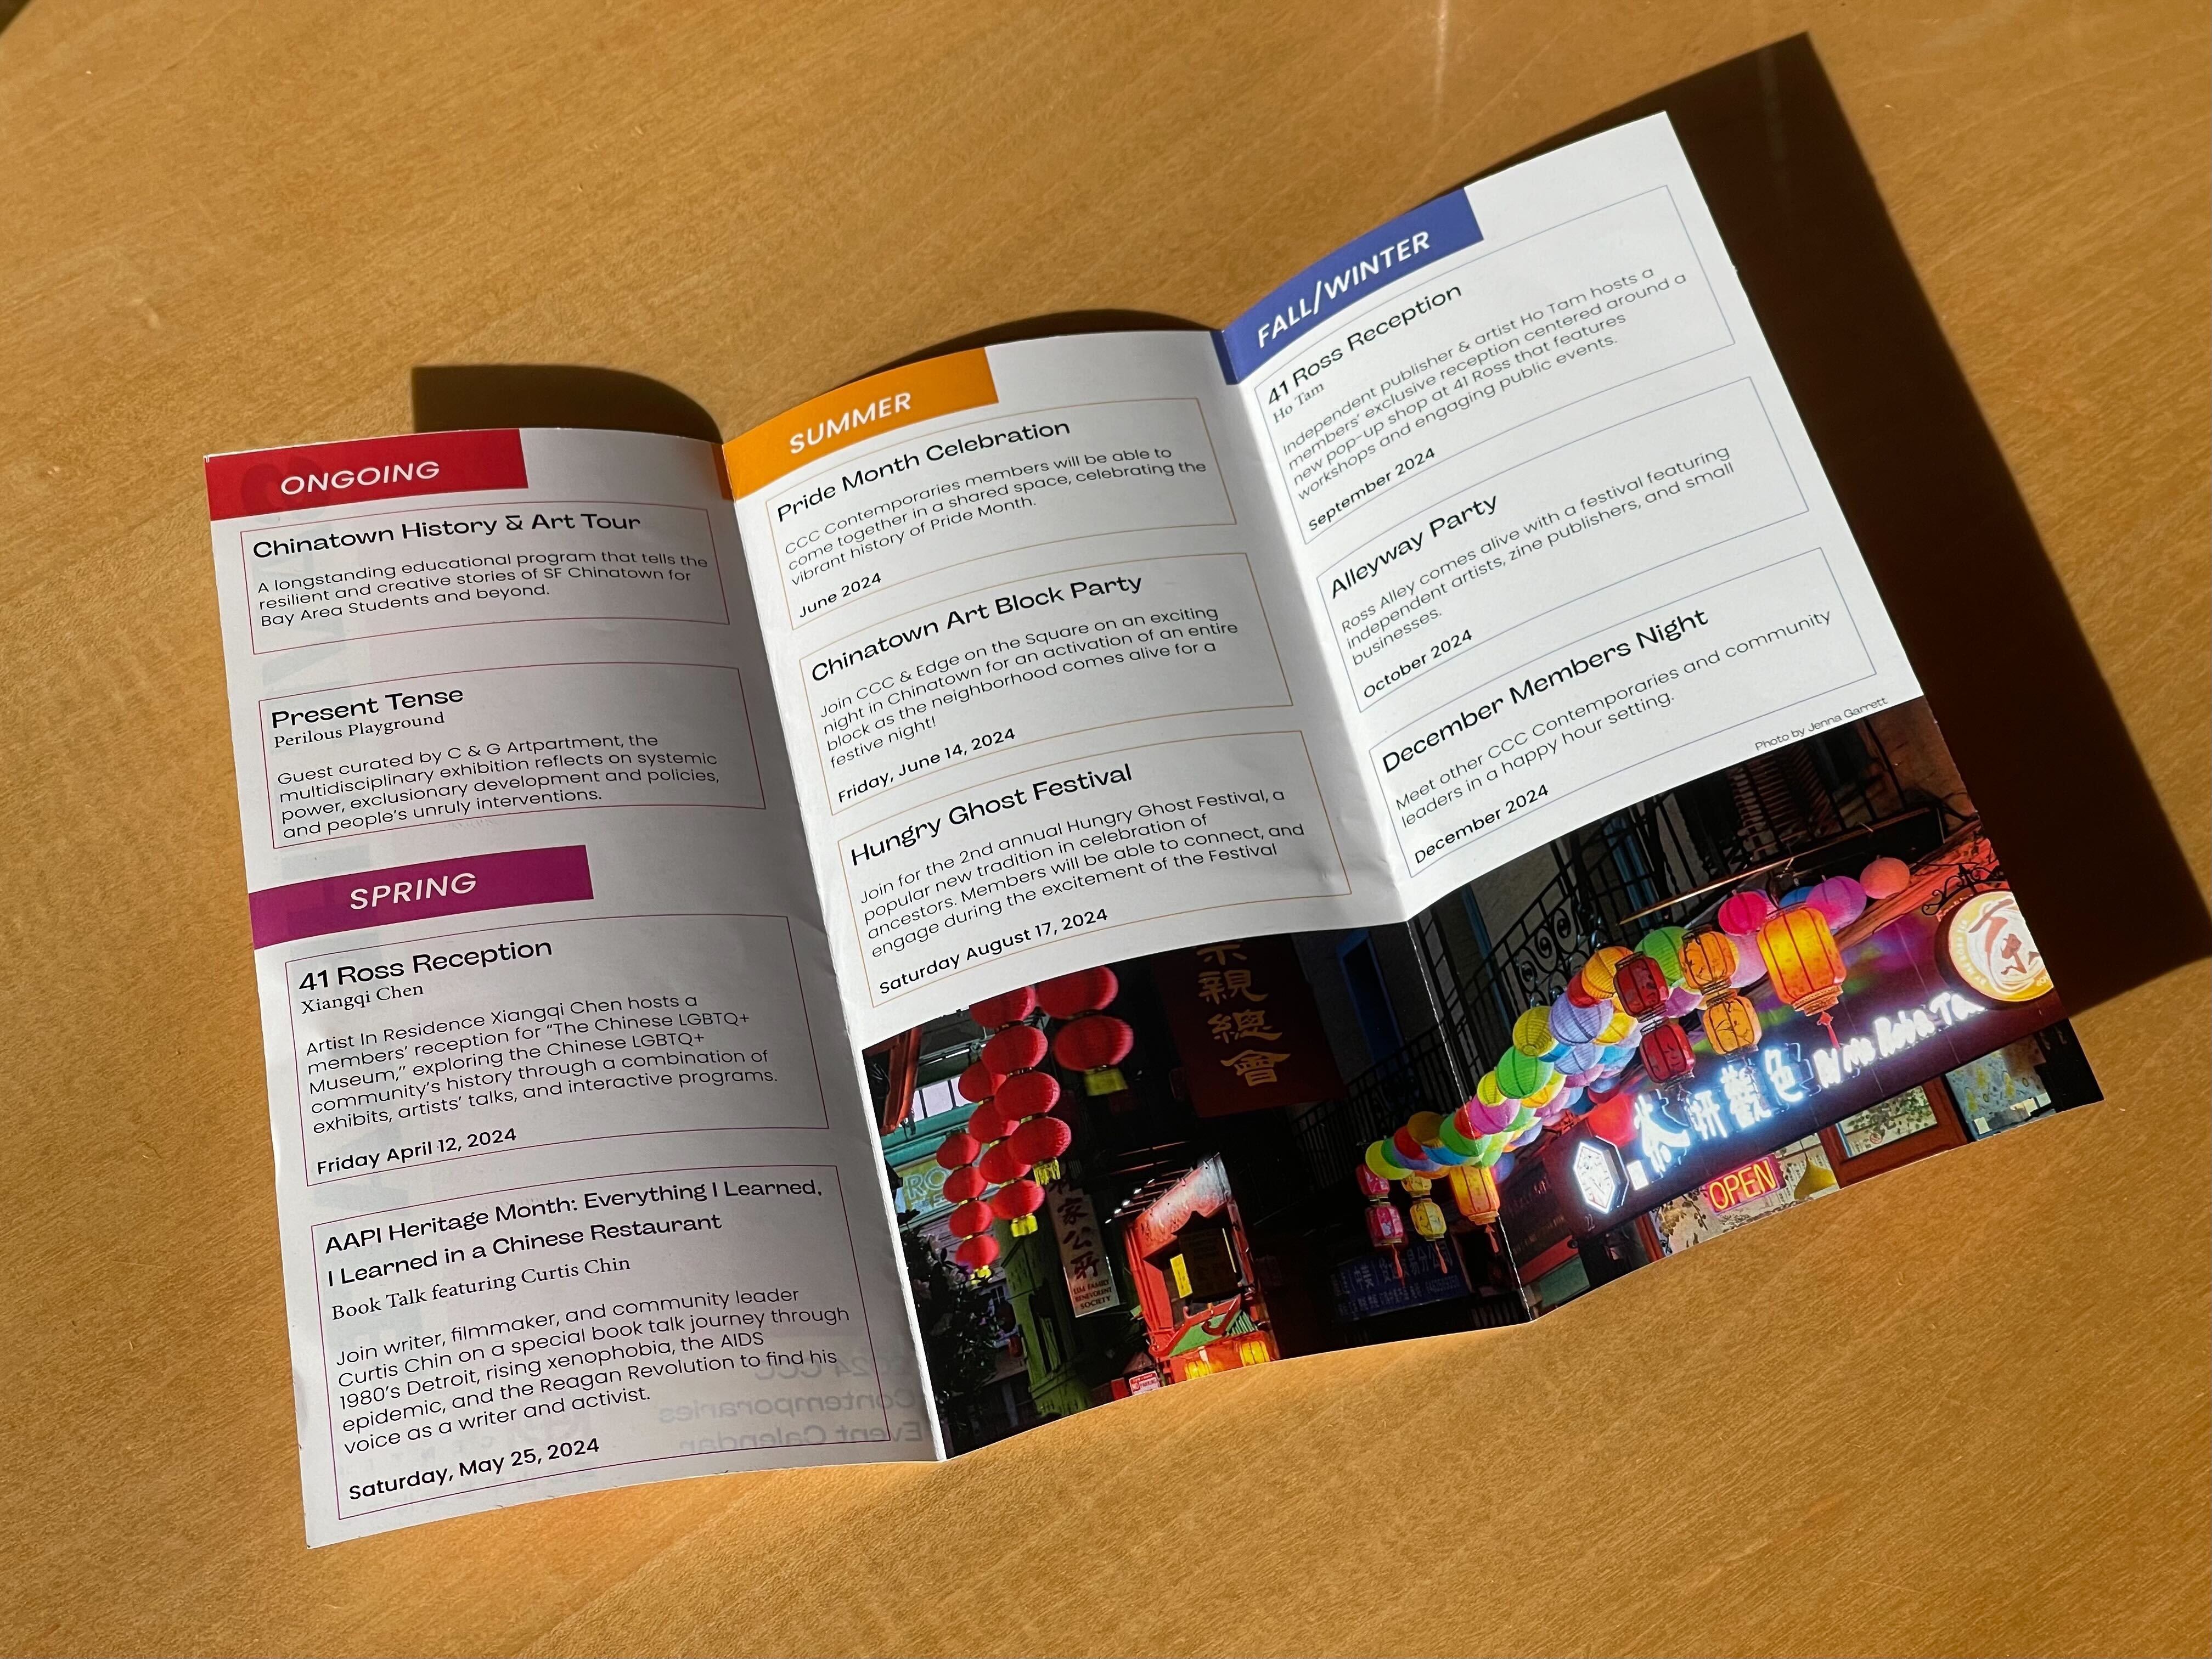 ONGOING
Chinatown History & Art Tour
A longstanding educational program that tells the
resilient and creative stories of SF Chinatown for
Bay Area Students and beyond.
Present Tense
Perilous Playground
Guest curated by C & G Artpartment, the
multidisciplinary exhibition reflects on systemic
power, exclusionary development and policies,
and people's unruly interventions.
SPRING
41 Ross Reception
Xiangqi Chen
Artist In Residence Xiangqi Chen hosts a
members' reception for “The Chinese LGBTQ+
Museum,” exploring the Chinese LGBTQ+
community's history through a combination of
exhibits, artists' talks, and interactive programs.
Friday April 12, 2024
AAPI Heritage Month: Everything I Learned,
I Learned in a Chinese Restaurant
Book Talk featuring Curtis Chin
Join writer, filmmaker, and community leader
Curtis Chin on a special book talk journey through
1980's Detroit, rising xenophobia, the AIDS
epidemic, and the Reagan Revolution to find his
voice as a writer and activist.
Saturday, May 25, 2024
2024 CCC
Contemporaries
Event Calendar
SUMMER
Pride Month Celebration
CCC Contemporaries members will be able to
come together in a shared space, celebrating the
vibrant history of Pride Month.
June 2024
Chinatown Art Block Party
Join CCC & Edge on the Square on an exciting
night in Chinatown for an activation of an entire
block as the neighborhood comes alive for a
festive night!
Friday, June 14, 2024
Hungry Ghost Festival
Join for the 2nd annual Hungry Ghost Festival, a
popular new tradition in celebration of
ancestors. Members will be able to connect, and
engage during the excitement of the Festival
Saturday August 17, 2024
FALL/WINTER
41 Ross Reception
Ho Tam
Independent publisher & artist Ho Tam hosts a
members' exclusive reception centered around a
new pop-up shop at 41 Ross that features
workshops and engaging public events.
September 2024
Alleyway Party
Ross Alley comes alive with a festival featuring
independent artists, zine publishers, and small
businesses.
October 2024
December Members Night
Meet other CCC Contemporaries and community
leaders in a happy hour setting.
December 2024
Photo by Jenna Garrett
宗親總會
家公所
BENEVOLENT
SOCIETY
OPEN